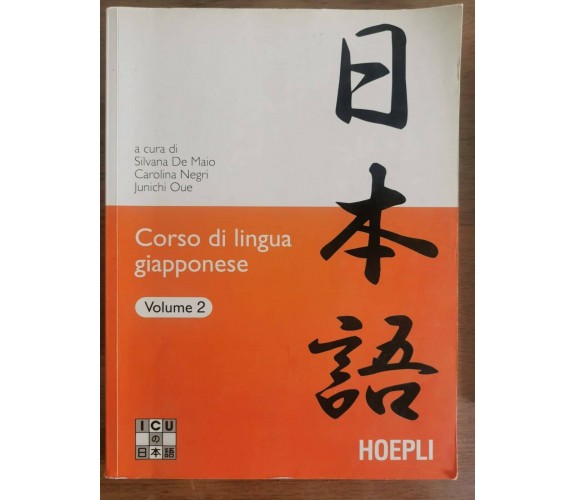 日本語
a cura di
Silvana De Maio
Carolina Negri
Junichi Oue
Corso di lingua
giapponese
Volume 2
ICU
の
日本語
HOEPLI